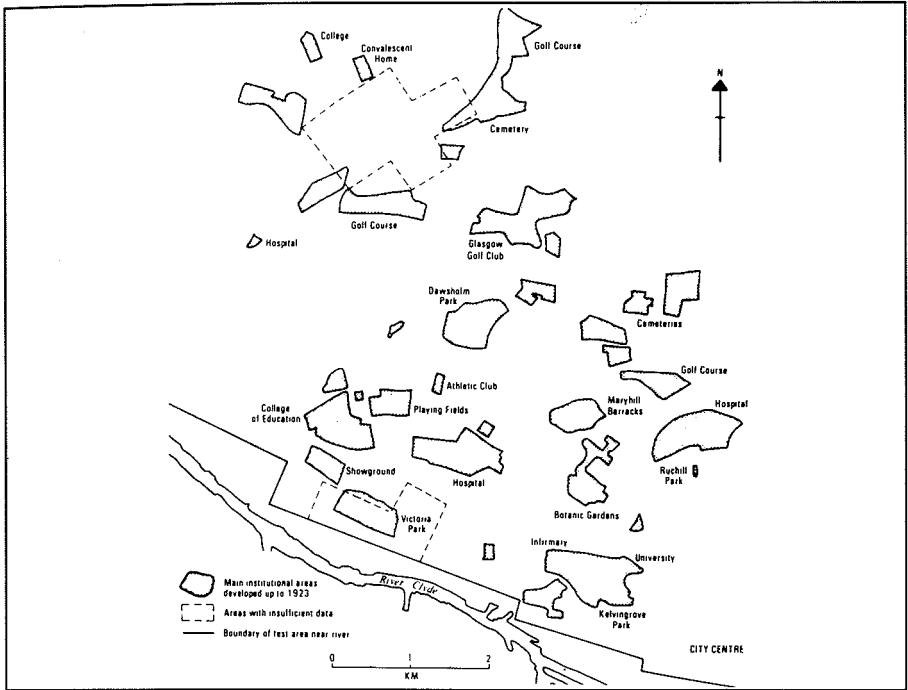 College
Convalescent
Home
Golf Course
N
Cemetery
Golf Course
Hospital
Glasgow
Golf Club
Dawsholm
Park
Cameterias
Golf Course
Athletic Club
College
of Education
Playing Fields
Maryhill
Barracks
Hospital
Showground
Hospital
Ruchill
Park
Victoria
Park
Botanic Gardens
Infirmary
University
Kelvingrove
Park
River Clyde
Main institutional areas
developed up to 1923
Areas with insufficient data
Boundary of test area near river
CITY CENTRE
0 1 2
KM